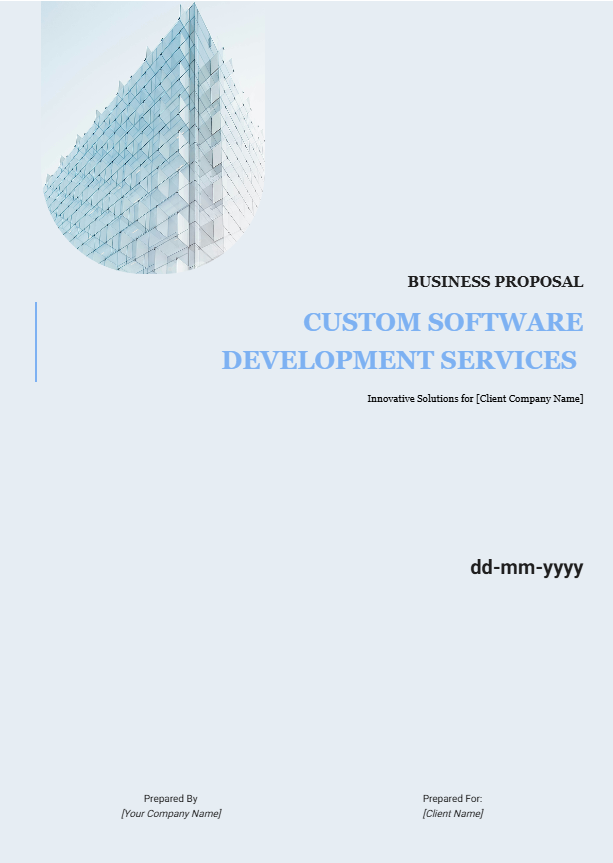 BUSINESS PROPOSAL
CUSTOM SOFTWARE
DEVELOPMENT SERVICES
Innovative Solutions for [Client Company Name]
dd-mm-yyyy
Prepared By
[Your Company Name]
Prepared For:
[Client Name]